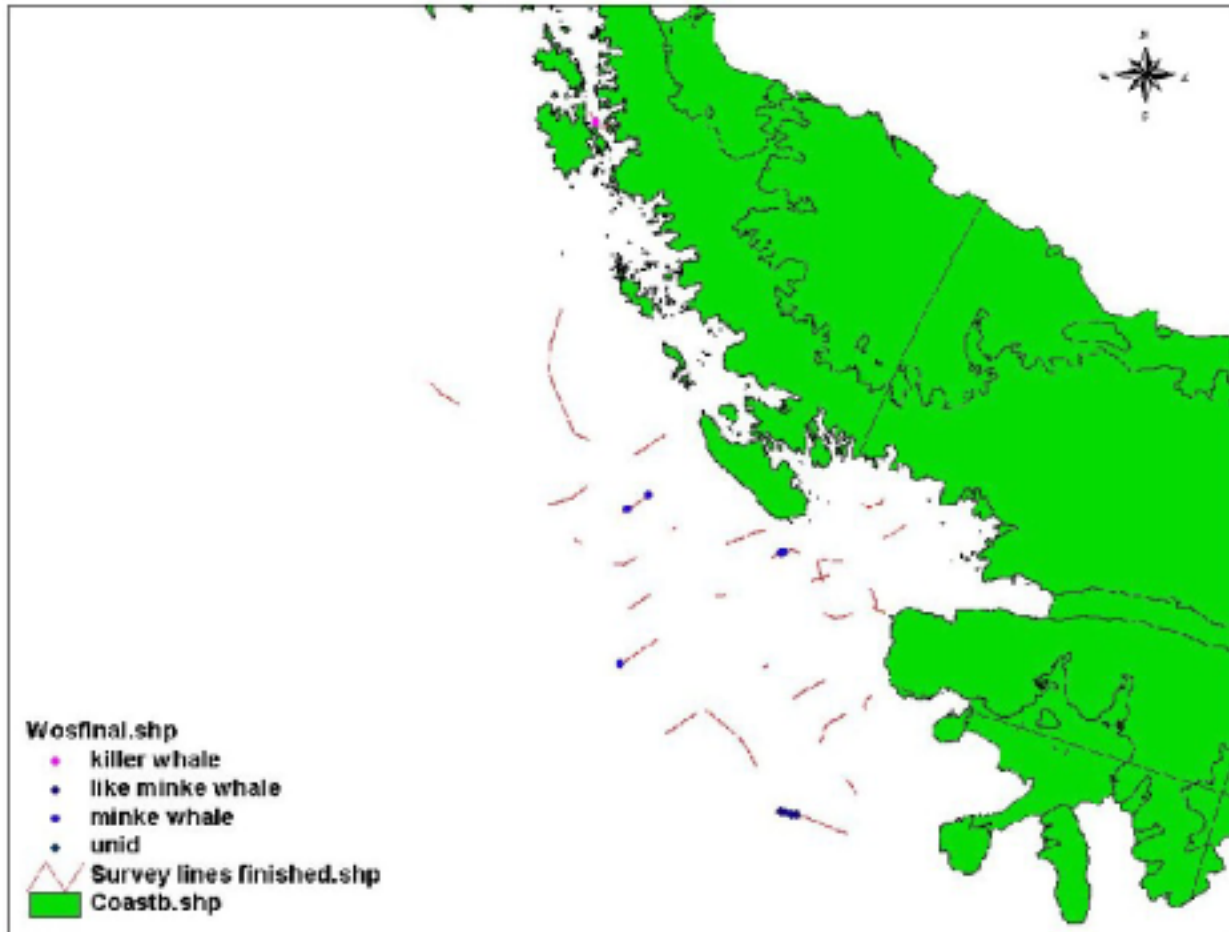 N
Wosfinal.shp
killer whale
like minke whale
minke whale
unid
Survey lines finished.shp
Coastb.shp